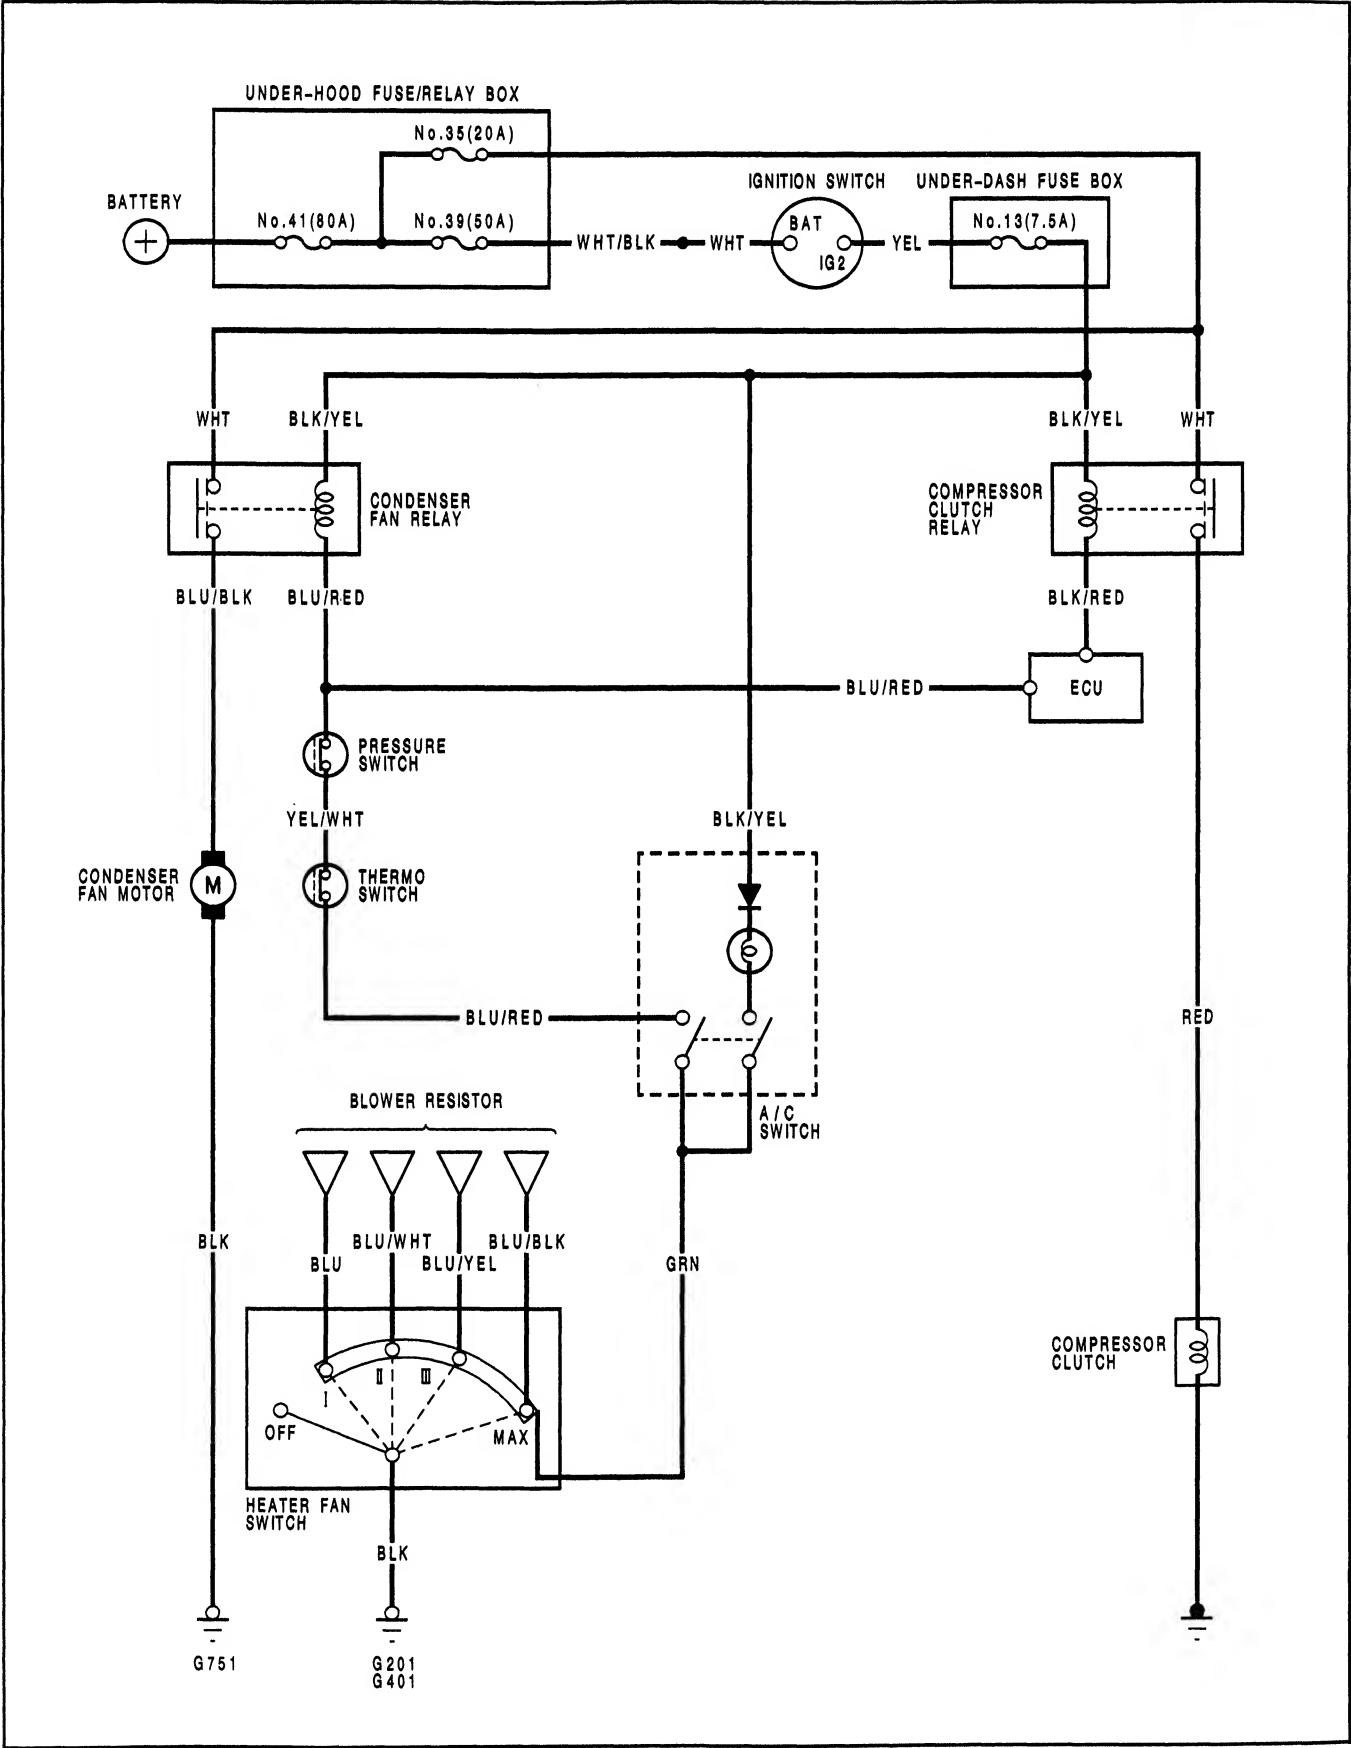 UNDER-HOOD FUSE/RELAY BOX
No.35(20A)
IGNITION SWITCH
UNDER-DASH FUSE BOX
BATTERY
No.41(80A)
No.39(50A)
BAT
No.13(7.5A)
WHT/BLK
WHT
YEL
IG2
WHT
BLK/YEL
BLK/YEL
WHT
CONDENSER
FAN RELAY
COMPRESSOR
CLUTCH
RELAY
BLU/BLK
BLU/RED
BLK/RED
BLU/RED
ECU
PRESSURE
SWITCH
YEL/WHT
BLK/YEL
CONDENSER
FAN MOTOR
M
THERMO
SWITCH
BLU/RED
RED
BLOWER RESISTOR
A/C
SWITCH
BLK
BLU/WHT
BLU/BLK
BLU
BLU/YEL
GRN
COMPRESSOR
CLUTCH
I
II
III
OFF
MAX
HEATER FAN
SWITCH
BLK
G751
G201
G401